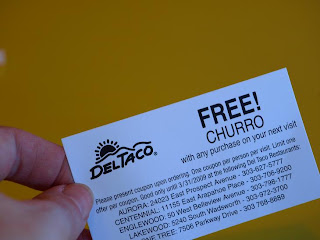 FREE!
CHURRO
with any purchase on your next visit
DEL TACO®
Please present coupon upon ordering. One coupon per person per visit. Limit one
offer per coupon. Good only until 3/31/2009 at the following Del Taco Restaurants:
AURORA: 24023 East Prospect Avenue - 303-627-5777
CENTENNIAL: 11155 East Arapahoe Place - 303-706-9200
ENGLEWOOD: 50 West Belleview Avenue - 303-798-1777
LAKEWOOD: 5240 South Wadsworth - 303-972-3700
TREE: 7506 Parkway Drive - 303